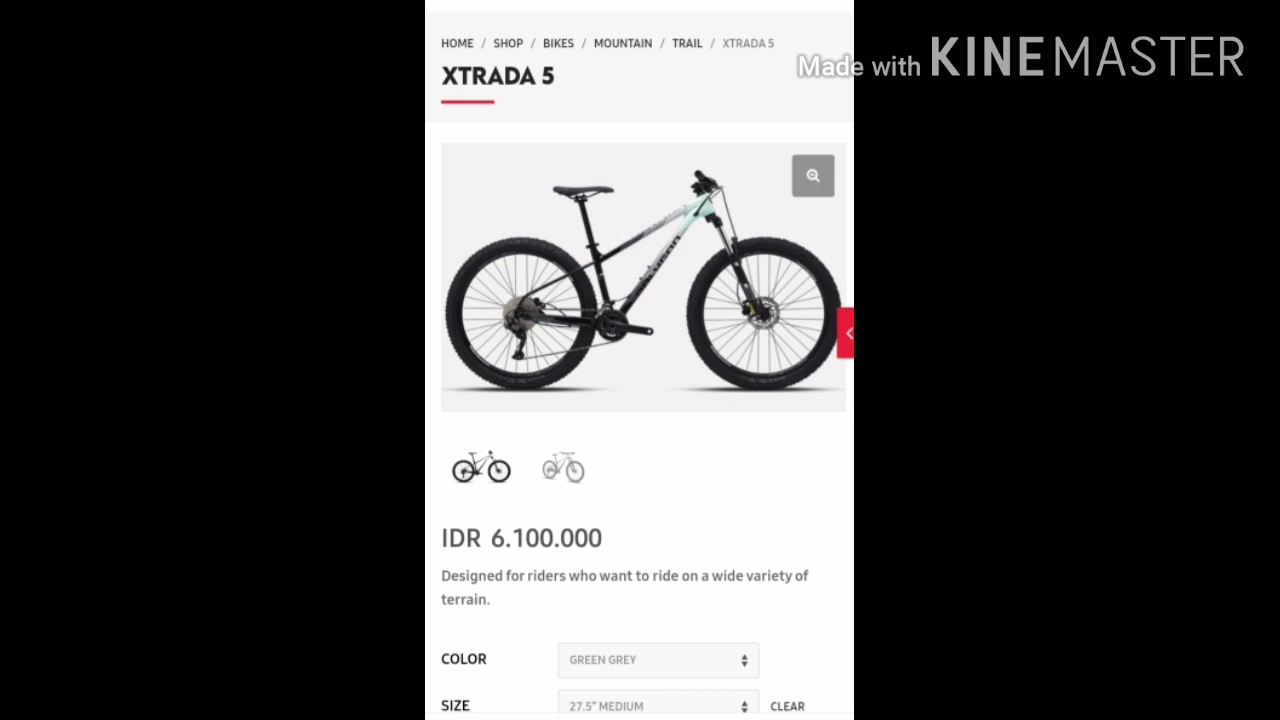 HOME / SHOP / BIKES / MOUNTAIN / TRAIL / XTRADA 5
Made with KINEMASTER
XTRADA 5
IDR 6.100.000
Designed for riders who want to ride on a wide variety of
terrain.
COLOR GREEN GREY
SIZE 27.5" MEDIUM CLEAR